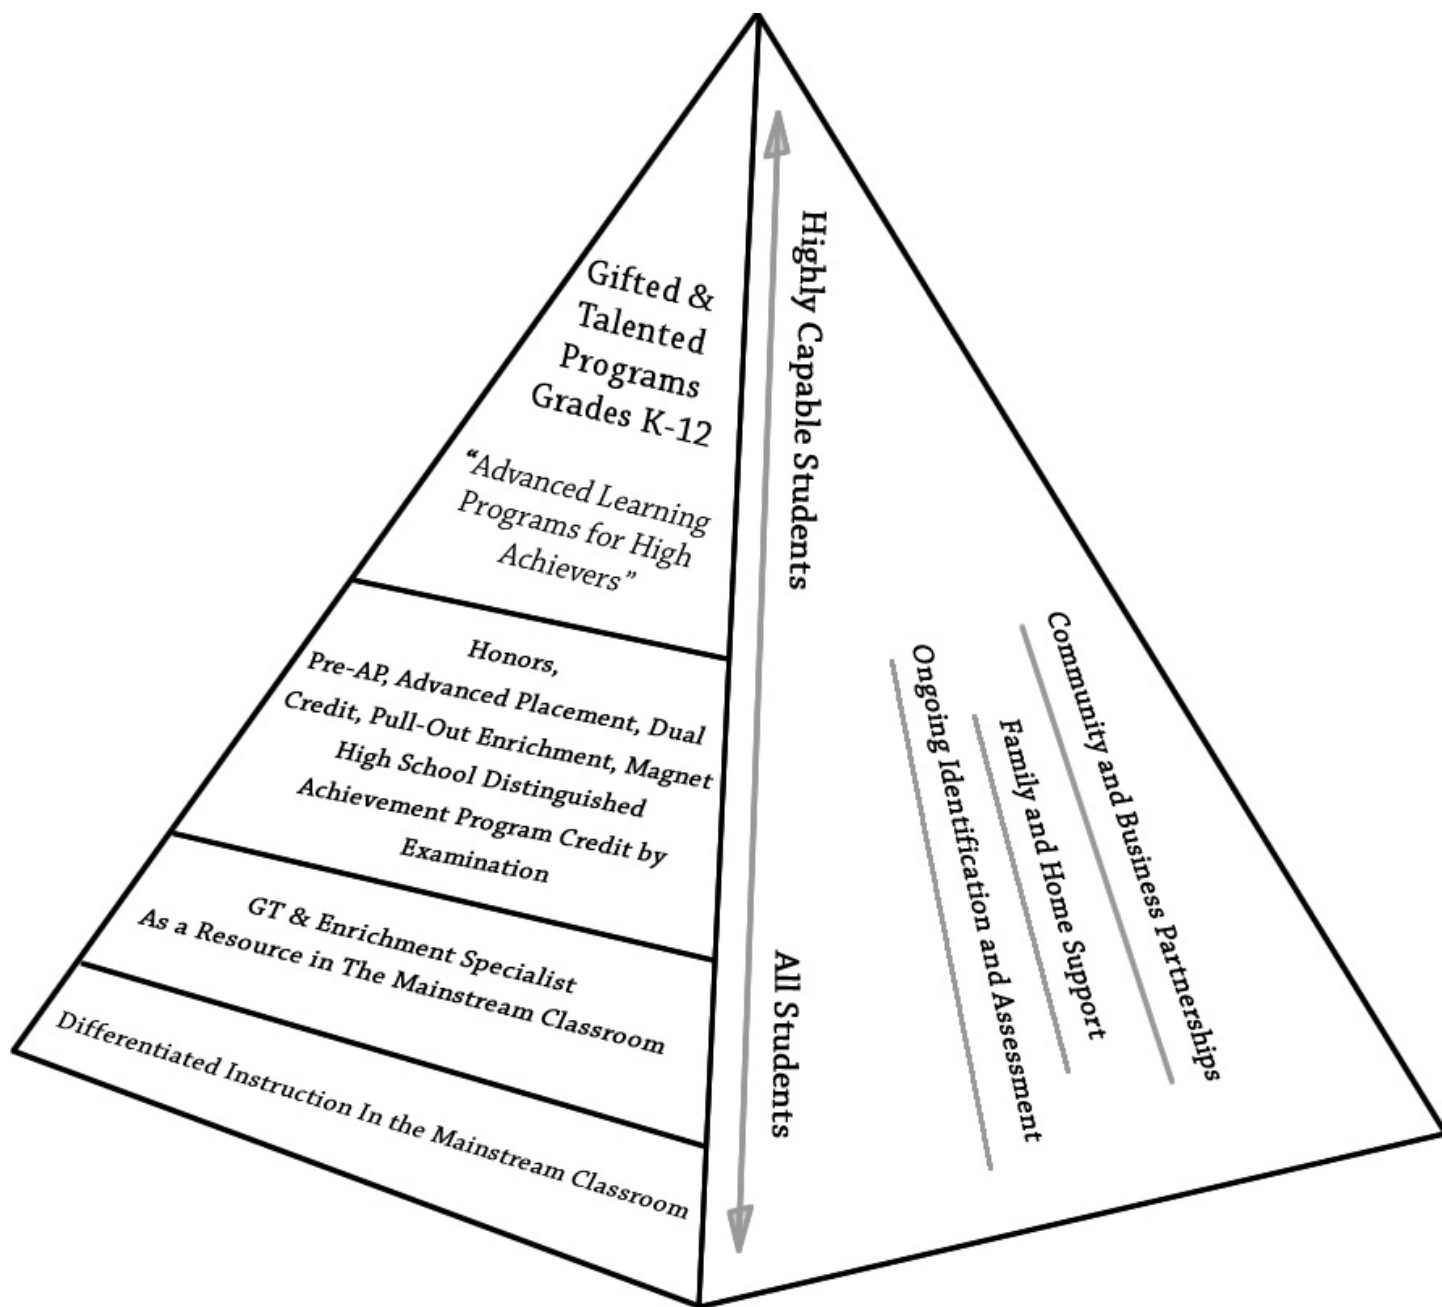 Gifted &
Talented
Programs
Grades K-12
“Advanced Learning
Programs for High
Achievers”
Honors,
Pre-AP, Advanced Placement, Dual
Credit, Pull-Out Enrichment, Magnet
High School Distinguished
Achievement Program Credit by
Examination
GT & Enrichment Specialist
As a Resource in The Mainstream Classroom
Differentiated Instruction In the Mainstream Classroom
Highly Capable Students
All Students
Ongoing Identification and Assessment
Family and Home Support
Community and Business Partnerships